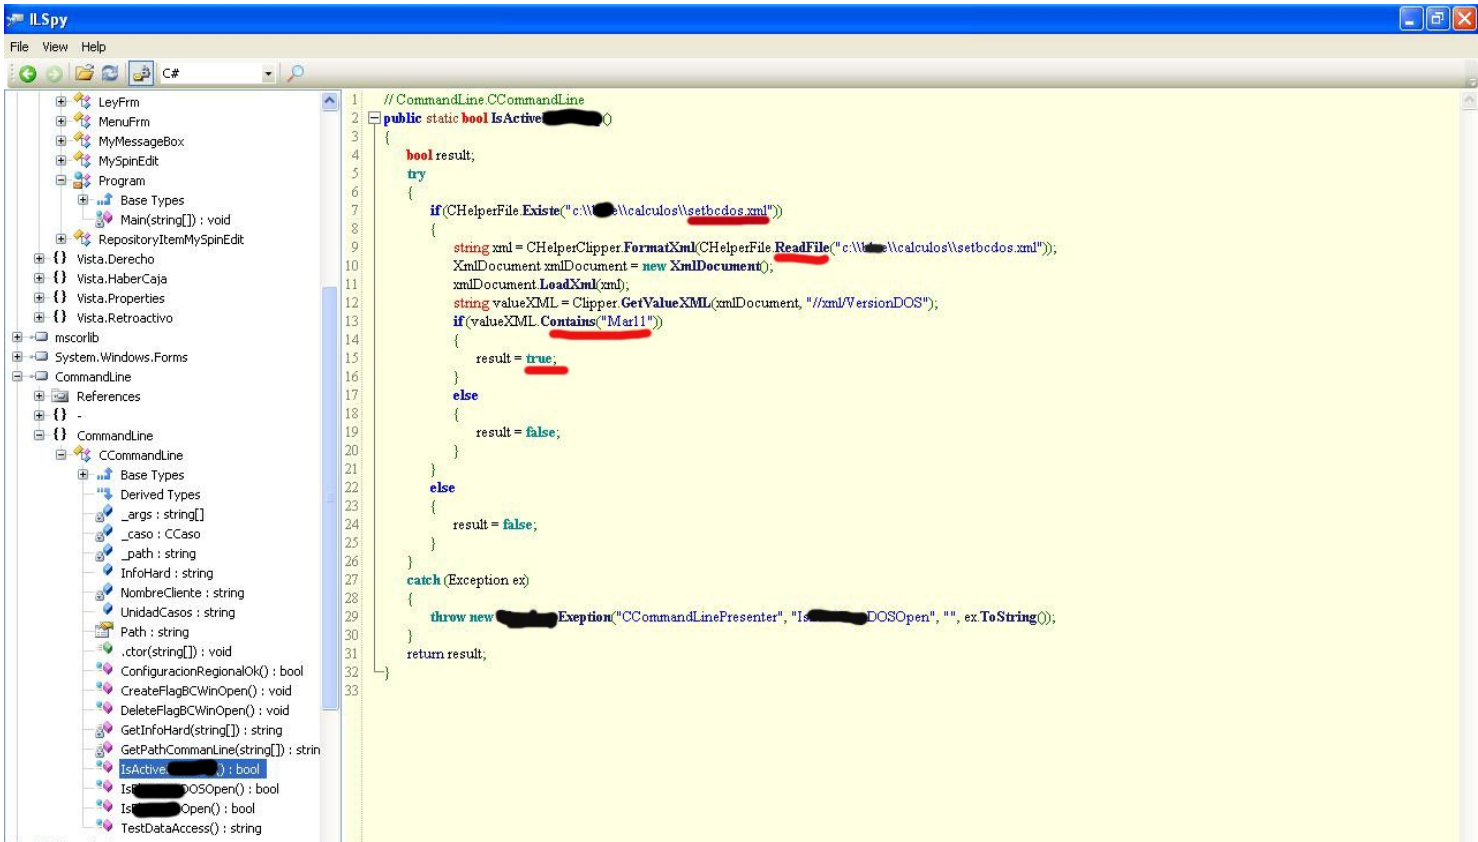 ILSpy
File View Help
C#
LeyFrm
MenuFrm
MyMessageBox
MySpinEdit
Program
Base Types
Main(string[]) : void
RepositoryItemMySpinEdit
{} Vista.Derecho
{} Vista.HaberCaja
{} Vista.Properties
{} Vista.Retroactivo
mscorlib
System.Windows.Forms
CommandLine
References
{} -
{} CommandLine
CCommandLine
Base Types
Derived Types
_args : string[]
_caso : CCaso
_path : string
InfoHard : string
NombreCliente : string
UnidadCasos : string
Path : string
.ctor(string[]) : void
ConfiguracionRegionalOk() : bool
CreateFlagBCWinOpen() : void
DeleteFlagBCWinOpen() : void
GetInfoHard(string[]) : string
GetPathCommanLine(string[]) : strin
IsActive () : bool
Is DOSOpen() : bool
Is Open() : bool
TestDataAccess() : string
1 // CommandLine.CCommandLine
2 public static bool IsActive ()
3 {
4 bool result;
5 try
6 {
7 if (CHelperFile.Existe("c:\\ \\calculos\\setbcdos.xml"))
8 {
9 string xml = CHelperClipper.FormatXml(CHelperFile.ReadFile("c:\\ \\calculos\\setbcdos.xml"));
10 XmlDocument xmlDocument = new XmlDocument();
11 xmlDocument.LoadXml(xml);
12 string valueXML = Clipper.GetValueXML(xmlDocument, "//xml/VersionDOS");
13 if (valueXML.Contains("Mar11"))
14 {
15 result = true;
16 }
17 else
18 {
19 result = false;
20 }
21 }
22 else
23 {
24 result = false;
25 }
26 }
27 catch (Exception ex)
28 {
29 throw new Exeption("CCommandLinePresenter", "Is DOSOpen", "", ex.ToString());
30 }
31 return result;
32 }
33